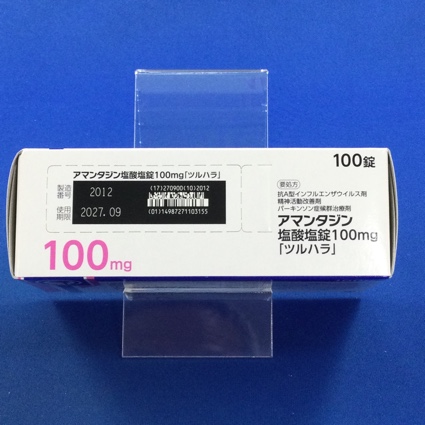 アマンタジン塩酸塩錠100mg「ツルハラ」
製造番号 2012
(17)270900(10)2012
使用期限 2027.09
(01)14987271103155
100mg
100錠
要処方
抗A型インフルエンザウイルス剤
精神活動改善剤
パーキンソン症候群治療剤
アマンタジン
塩酸塩錠100mg
「ツルハラ」